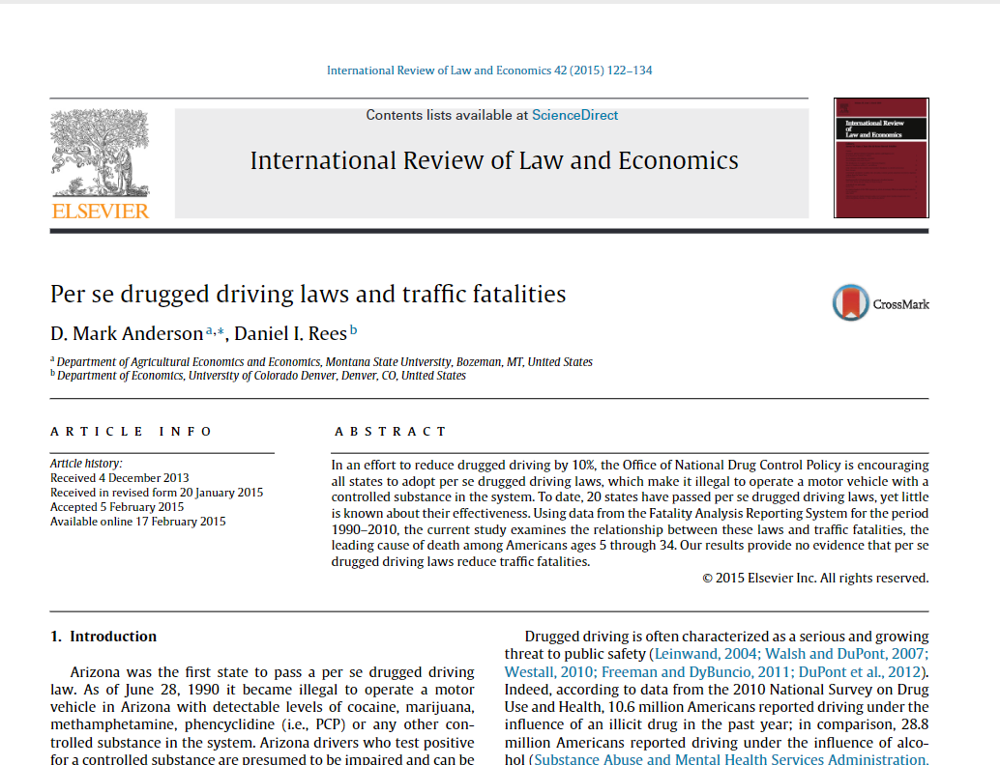 International Review of Law and Economics 42 (2015) 122–134
Contents lists available at ScienceDirect
International Review of Law and Economics
ELSEVIER
International Review
of
Law and Economics
Per se drugged driving laws and traffic fatalities
CrossMark
D. Mark Anderson a,*, Daniel I. Rees b
a Department of Agricultural Economics and Economics, Montana State University, Bozeman, MT, United States
b Department of Economics, University of Colorado Denver, Denver, CO, United States
ARTICLE INFO
Article history:
Received 4 December 2013
Received in revised form 20 January 2015
Accepted 5 February 2015
Available online 17 February 2015
ABSTRACT
In an effort to reduce drugged driving by 10%, the Office of National Drug Control Policy is encouraging
all states to adopt per se drugged driving laws, which make it illegal to operate a motor vehicle with a
controlled substance in the system. To date, 20 states have passed per se drugged driving laws, yet little
is known about their effectiveness. Using data from the Fatality Analysis Reporting System for the period
1990–2010, the current study examines the relationship between these laws and traffic fatalities, the
leading cause of death among Americans ages 5 through 34. Our results provide no evidence that per se
drugged driving laws reduce traffic fatalities.
© 2015 Elsevier Inc. All rights reserved.
1. Introduction
Arizona was the first state to pass a per se drugged driving
law. As of June 28, 1990 it became illegal to operate a motor
vehicle in Arizona with detectable levels of cocaine, marijuana,
methamphetamine, phencyclidine (i.e., PCP) or any other con-
trolled substance in the system. Arizona drivers who test positive
for a controlled substance are presumed to be impaired and can be
Drugged driving is often characterized as a serious and growing
threat to public safety (Leinwand, 2004; Walsh and DuPont, 2007;
Westall, 2010; Freeman and DyBuncio, 2011; DuPont et al., 2012).
Indeed, according to data from the 2010 National Survey on Drug
Use and Health, 10.6 million Americans reported driving under the
influence of an illicit drug in the past year; in comparison, 28.8
million Americans reported driving under the influence of alco-
hol (Substance Abuse and Mental Health Services Administration,